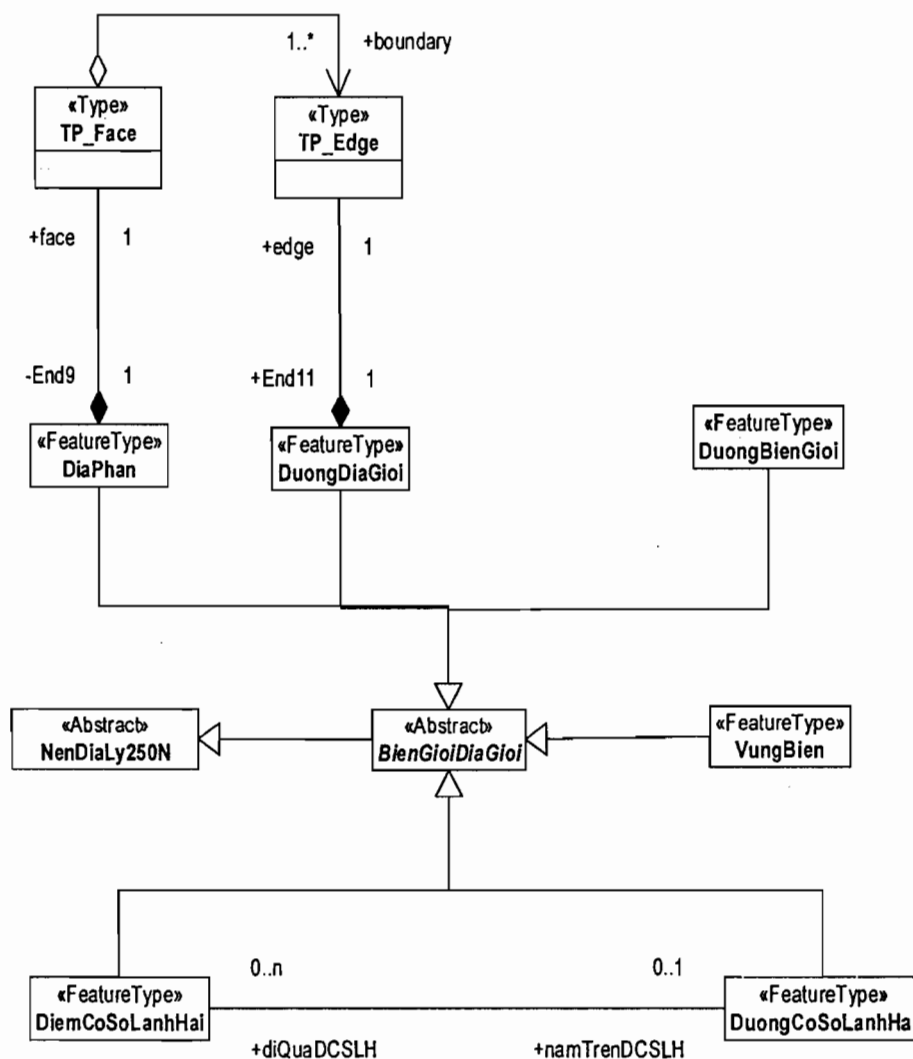 1..* +boundary
«Type»
TP_Face
«Type»
TP_Edge
+face 1
+edge 1
-End9 1
+End11 1
«FeatureType»
DiaPhan
«FeatureType»
DuongDiaGioi
«FeatureType»
DuongBienGioi
«Abstract»
NenDiaLy250N
«Abstract»
BienGioiDiaGioi
«FeatureType»
VungBien
0..n 0..1
«FeatureType»
DiemCoSoLanhHai
«FeatureType»
DuongCoSoLanhHa
+diQuaDCSLH +namTrenDCSLH